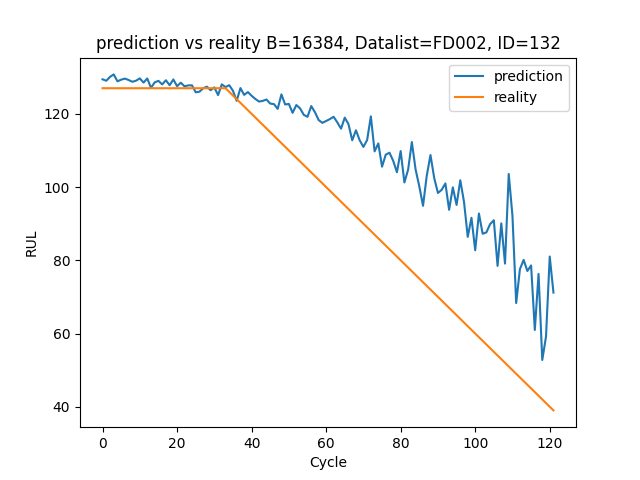 prediction vs reality B=16384, Datalist=FD002, ID=132
prediction
reality
RUL
120
100
80
60
40
0 20 40 60 80 100 120
Cycle